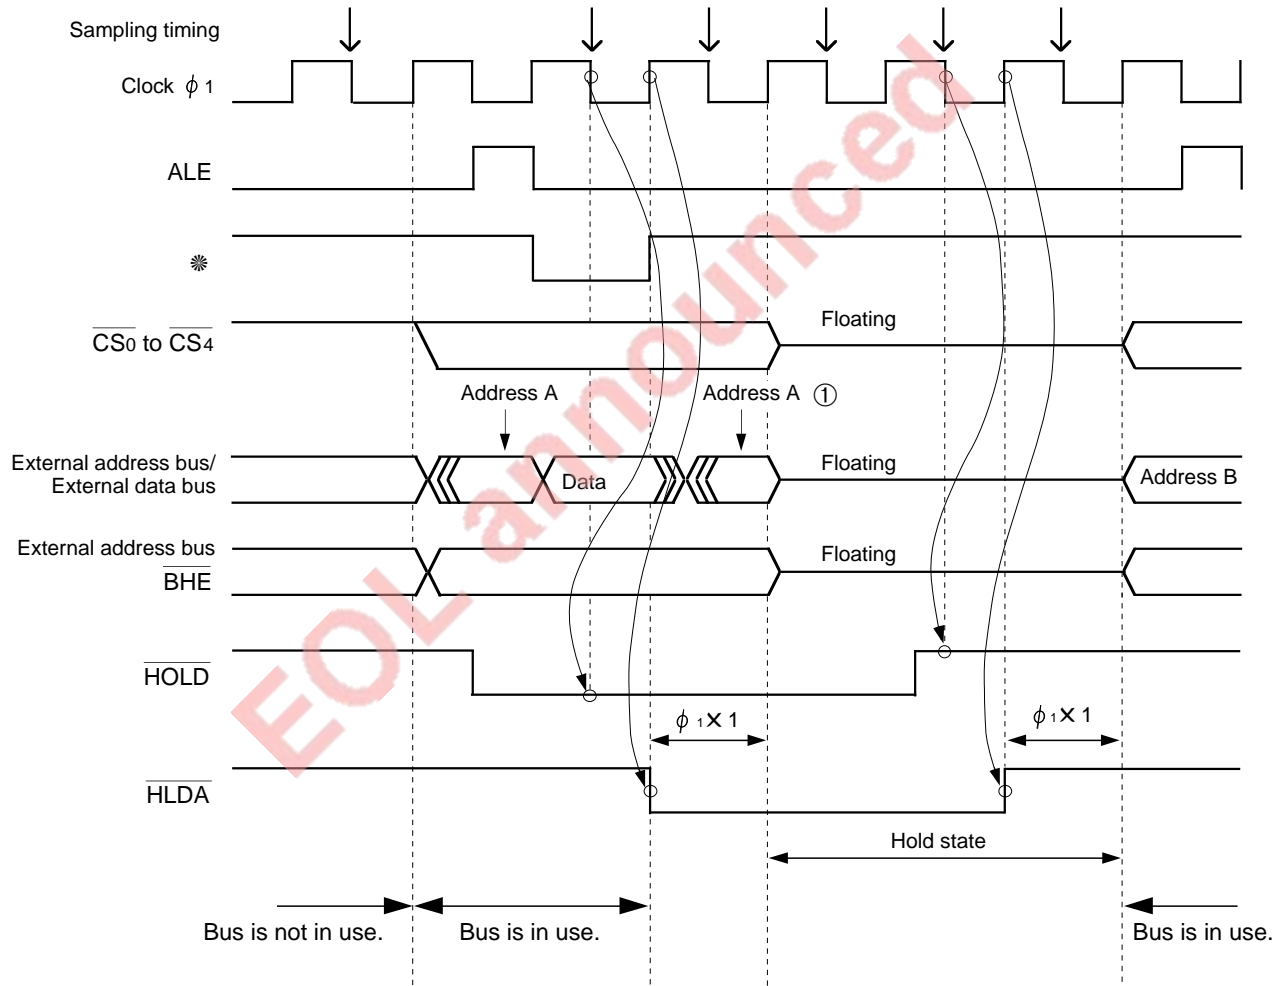 Sampling timing
Clock ϕ 1
ALE
※
CS0 to CS4
Floating
Address A
Address A ①
External address bus/
External data bus
Data
Floating
Address B
External address bus
BHE
Floating
HOLD
ϕ 1 X 1
ϕ 1 X 1
HLDA
Hold state
Bus is not in use.
Bus is in use.
Bus is in use.
EOL announced